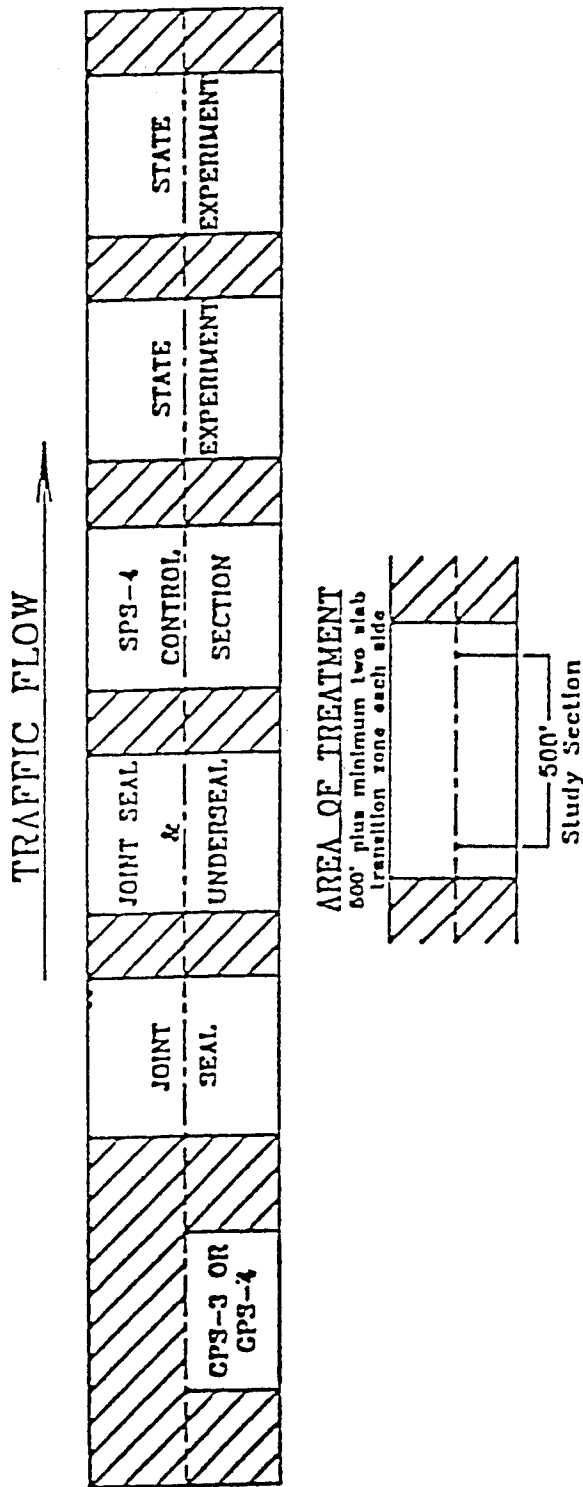 TRAFFIC FLOW
GPS-3 OR
GPS-4
JOINT
SEAL
JOINT SEAL
&
UNDERSEAL
SPS-4
CONTROL
SECTION
STATE
EXPERIMENT
STATE
EXPERIMENT
AREA OF TREATMENT
500' plus minimum two slab
transition zone each side
500'
Study Section